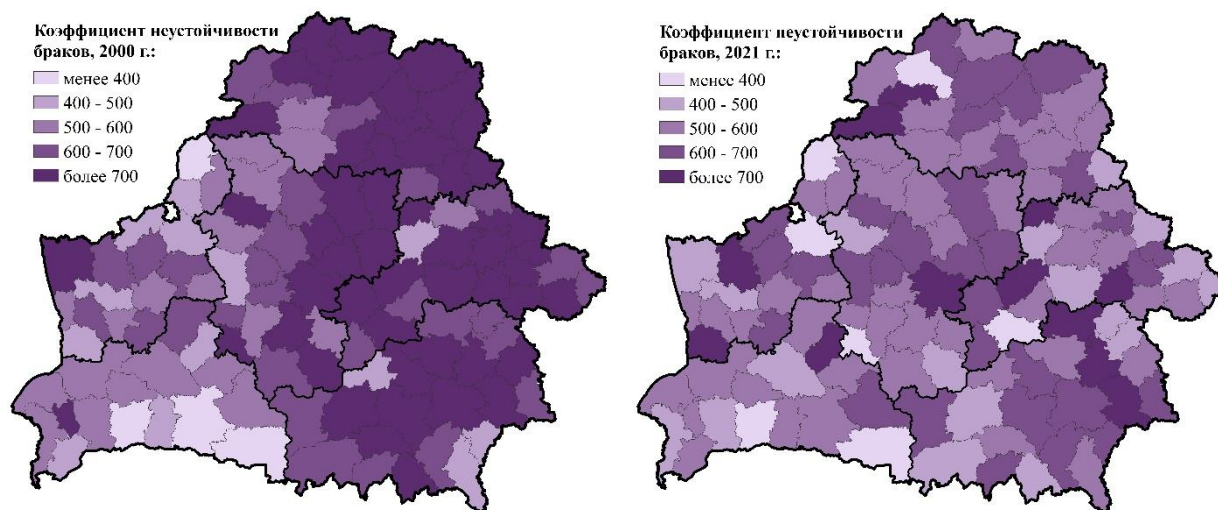 Коэффициент неустойчивости
браков, 2000 г.:
менее 400
400 - 500
500 - 600
600 - 700
более 700
Коэффициент неустойчивости
браков, 2021 г.:
менее 400
400 - 500
500 - 600
600 - 700
более 700